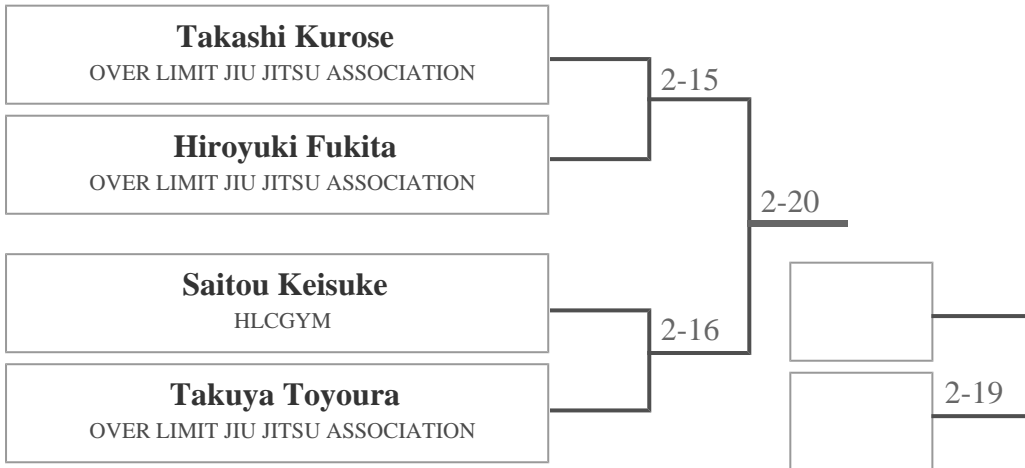 Takashi Kurose
OVER LIMIT JIU JITSU ASSOCIATION
2-15
Hiroyuki Fukita
OVER LIMIT JIU JITSU ASSOCIATION
2-20
Saitou Keisuke
HLCGYM
2-16
Takuya Toyoura
OVER LIMIT JIU JITSU ASSOCIATION
2-19